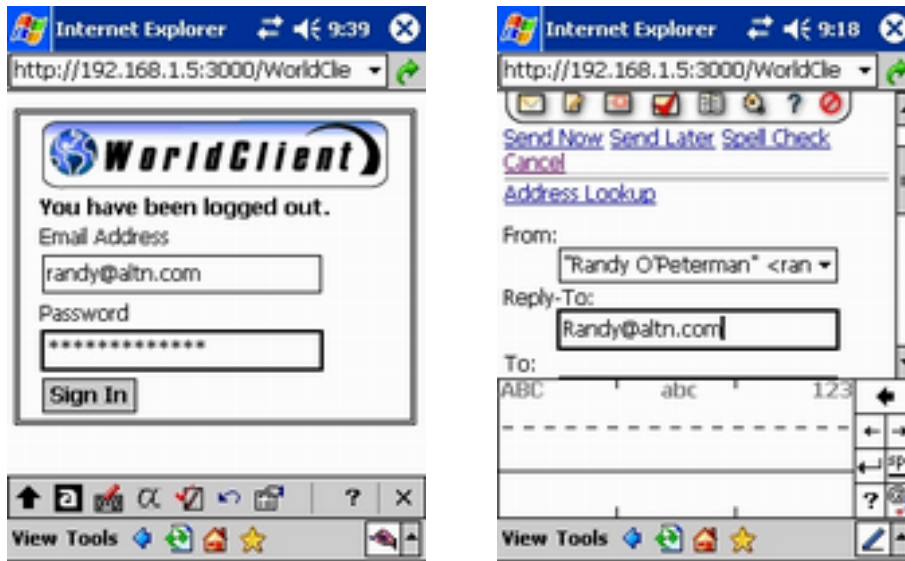 Internet Explorer 9:39
http://192.168.1.5:3000/WorldClie
WorldClient
You have been logged out.
Email Address
randy@altn.com
Password
*************
Sign In
a α ? ×
View Tools
Internet Explorer 9:18
http://192.168.1.5:3000/WorldClie
?
Send Now Send Later Spell Check
Cancel
Address Lookup
From:
"Randy O'Peterman" <ran
Reply-To:
Randy@altn.com
To:
ABC abc 123
sp
? @
View Tools